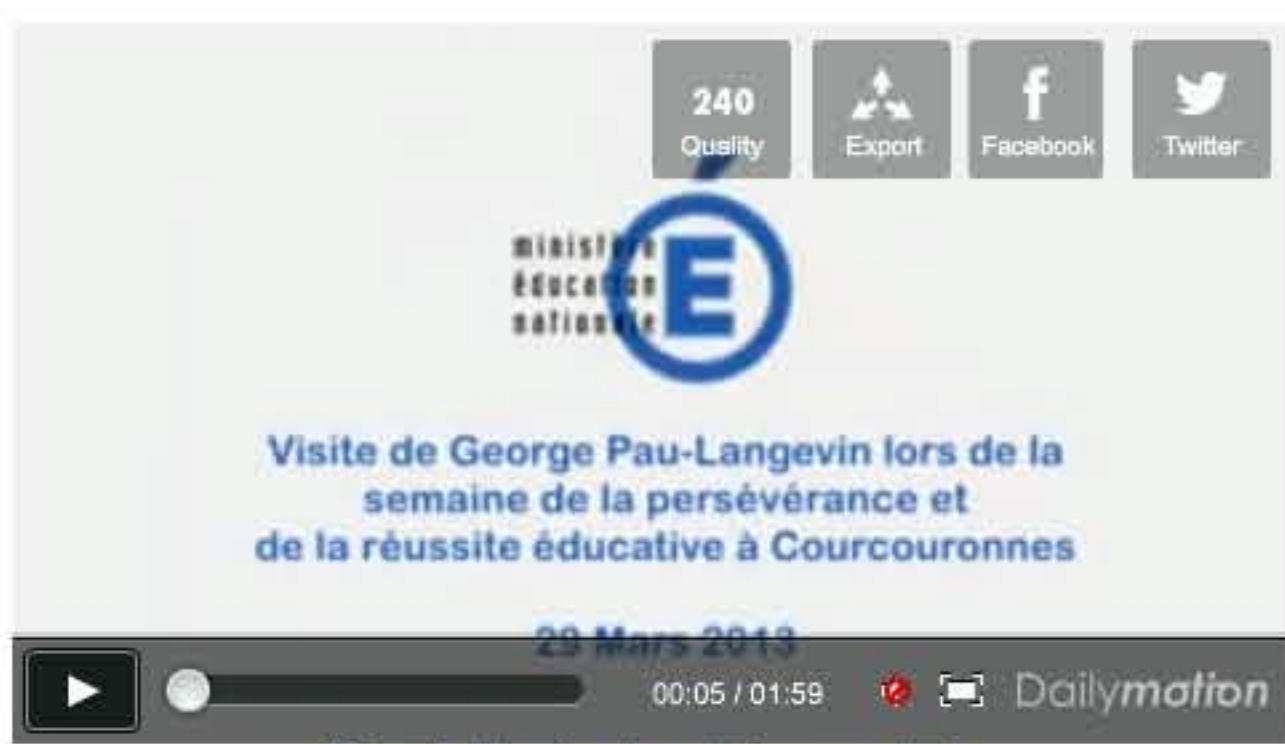 240
Quality
Export
Facebook
Twitter
ministère
éducation
nationale
É
Visite de George Pau-Langevin lors de la
semaine de la persévérance et
de la réussite éducative à Courcouronnes
29 Mars 2013
00:05 / 01:59
Dailymotion